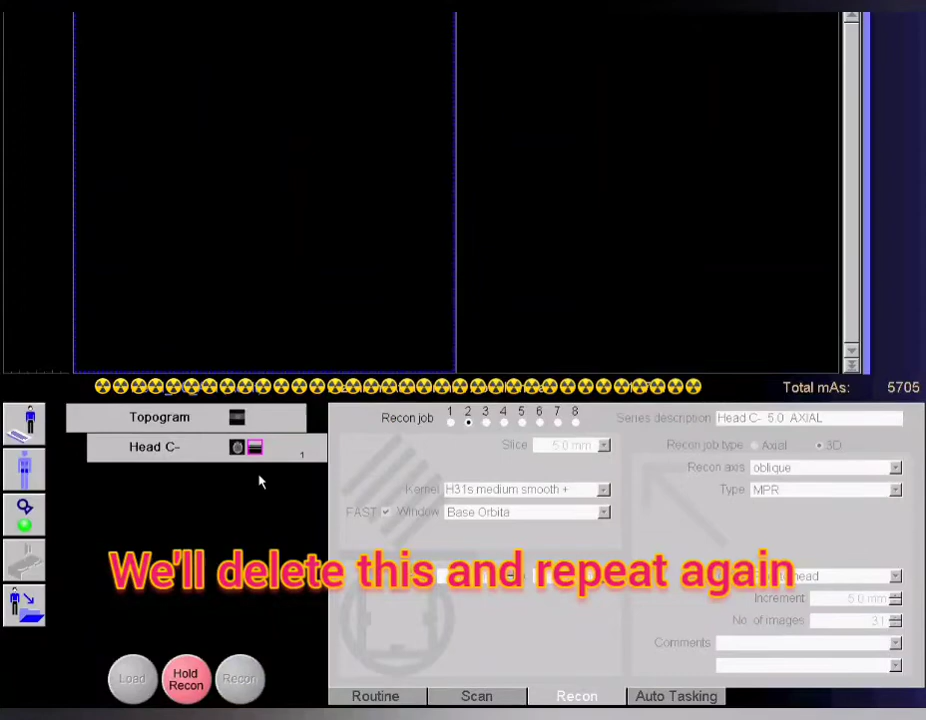 Total mAs: 5705
Topogram
Head C-
1
Recon job 1 2 3 4 5 6 7 8
Series description Head C- 5.0 AXIAL
Slice 5.0 mm
Recon job type Axial 3D
Recon axis oblique
Kernel H31s medium smooth +
Type MPR
FAST Window Base Orbita
We'll delete this and repeat again
head
Increment 5.0 mm
No. of images 31
Comments
Load
Hold Recon
Recon
Routine Scan Recon Auto Tasking